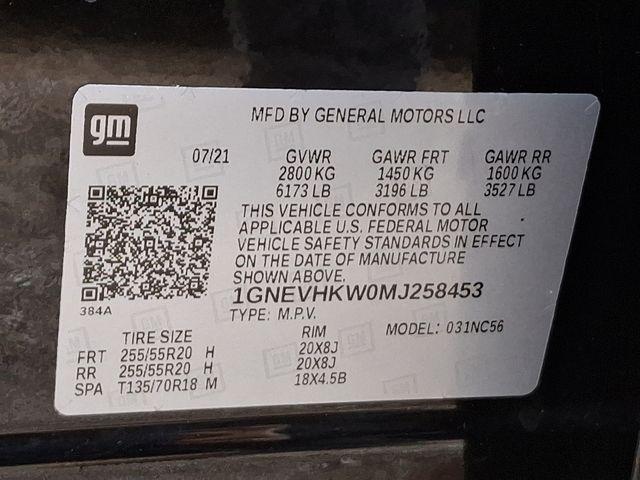 gm
MFD BY GENERAL MOTORS LLC
07/21 GVWR GAWR FRT GAWR RR
2800 KG 1450 KG 1600 KG
6173 LB 3196 LB 3527 LB
THIS VEHICLE CONFORMS TO ALL
APPLICABLE U.S. FEDERAL MOTOR
VEHICLE SAFETY STANDARDS IN EFFECT
ON THE DATE OF MANUFACTURE
SHOWN ABOVE.
1GNEVHKW0MJ258453
384A
TYPE: M.P.V.
TIRE SIZE RIM MODEL: 031NC56
FRT 255/55R20 H 20X8J
RR 255/55R20 H 20X8J
SPA T135/70R18 M 18X4.5B